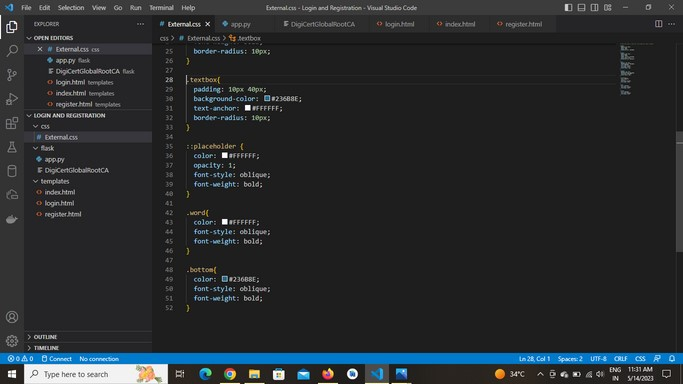 File Edit Selection View Go Run Terminal Help
External.css - Login and Registration - Visual Studio Code
EXPLORER
External.css
app.py
DigiCertGlobalRootCA
login.html
index.html
register.html
css > External.css > .textbox
OPEN EDITORS
External.css css
app.py flask
DigiCertGlobalRootCA flask
login.html templates
index.html templates
register.html templates
LOGIN AND REGISTRATION
css
External.css
flask
app.py
DigiCertGlobalRootCA
templates
index.html
login.html
register.html
OUTLINE
TIMELINE
25 border-radius: 10px;
26 }
27
28 .textbox{
29 padding: 10px 40px;
30 background-color: #236B8E;
31 text-anchor: #FFFFFF;
32 border-radius: 10px;
33 }
34
35 ::placeholder {
36 color: #FFFFFF;
37 opacity: 1;
38 font-style: oblique;
39 font-weight: bold;
40 }
41
42 .word{
43 color: #FFFFFF;
44 font-style: oblique;
45 font-weight: bold;
46 }
47
48 .bottom{
49 color: #236B8E;
50 font-style: oblique;
51 font-weight: bold;
52 }
0 0 Connect No connection
Ln 28, Col 1 Spaces: 2 UTF-8 CRLF CSS
Type here to search
34°C
ENG
IN
11:31 AM
5/14/2023